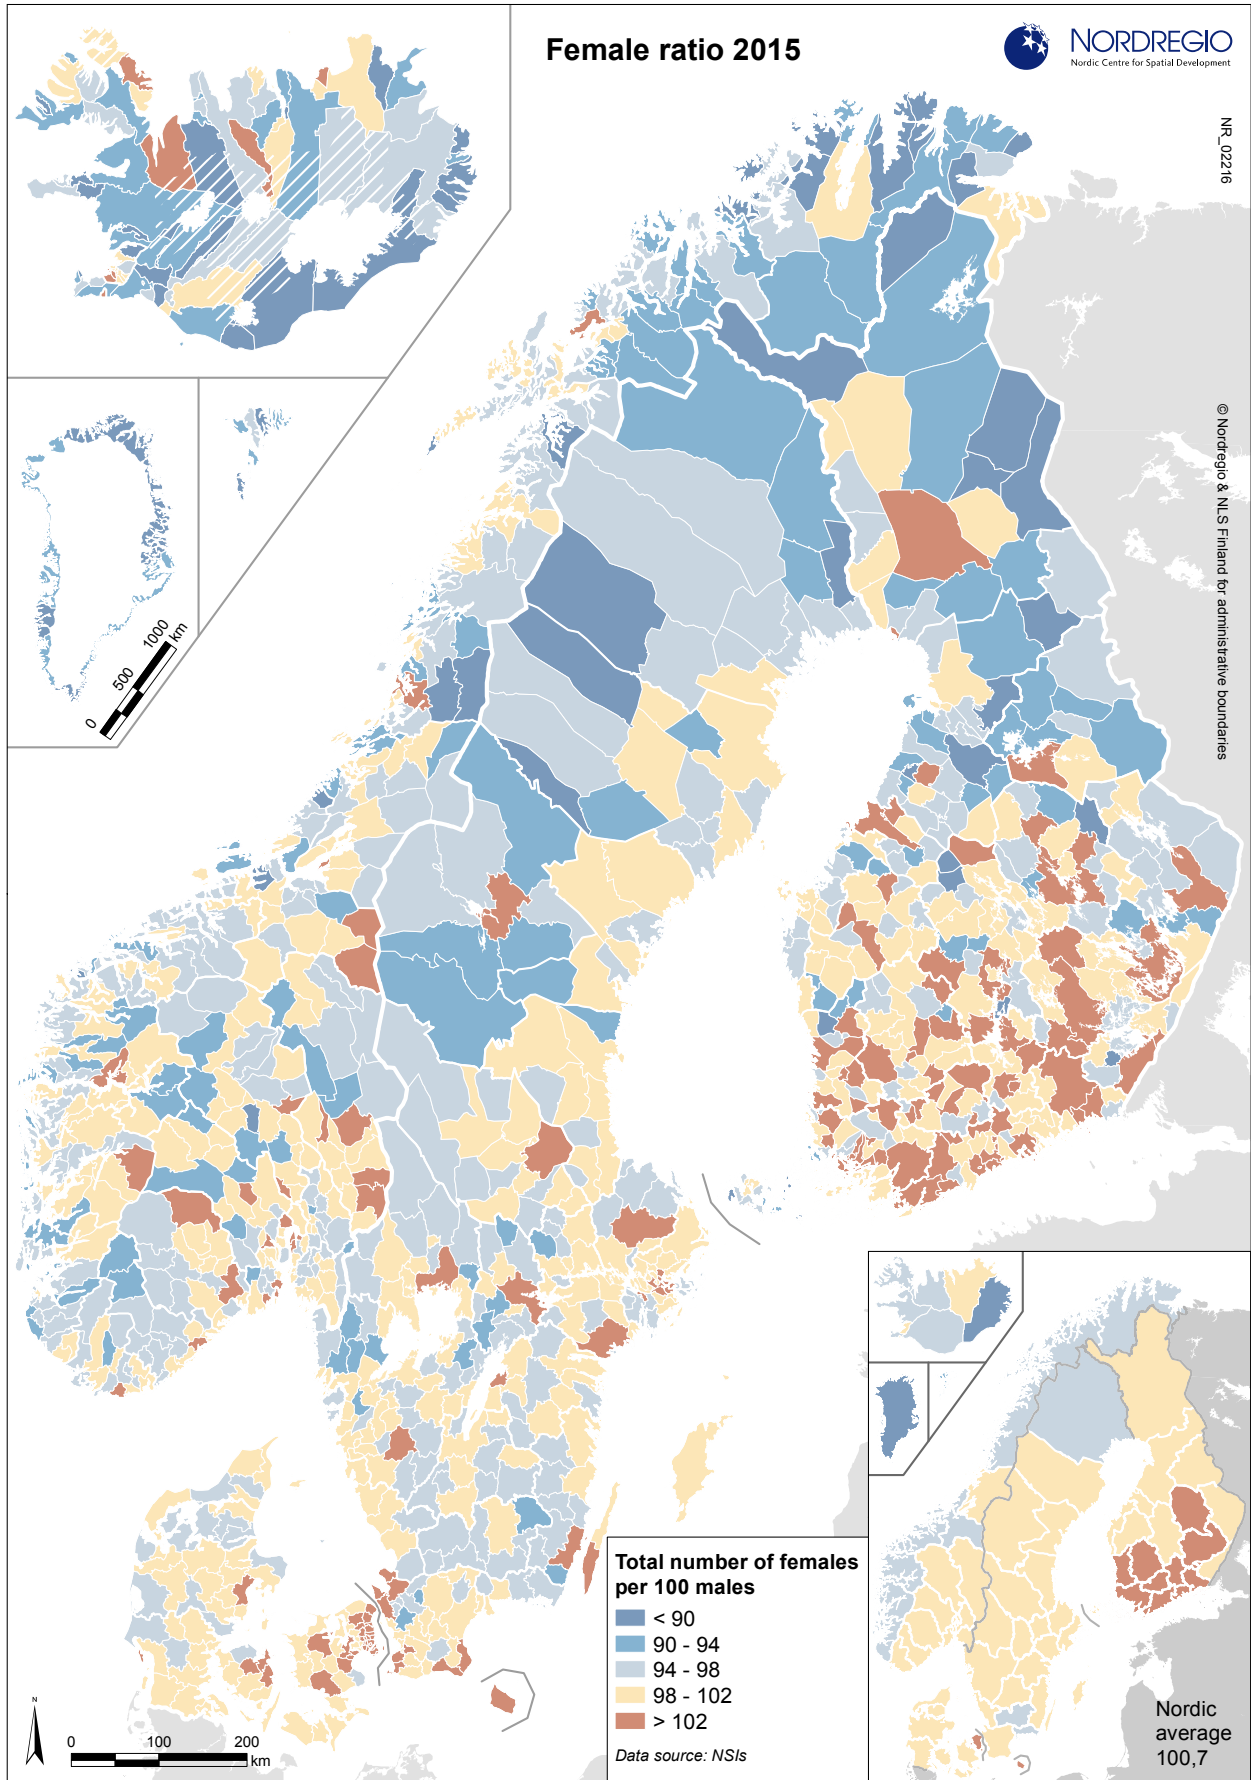 Female ratio 2015
NORDREGIO
Nordic Centre for Spatial Development
NR_02216
© Nordregio & NLS Finland for administrative boundaries
0 500 1000
km
Total number of females
per 100 males
< 90
90 - 94
94 - 98
98 - 102
> 102
Data source: NSIs
N
0 100 200
km
Nordic
average
100,7